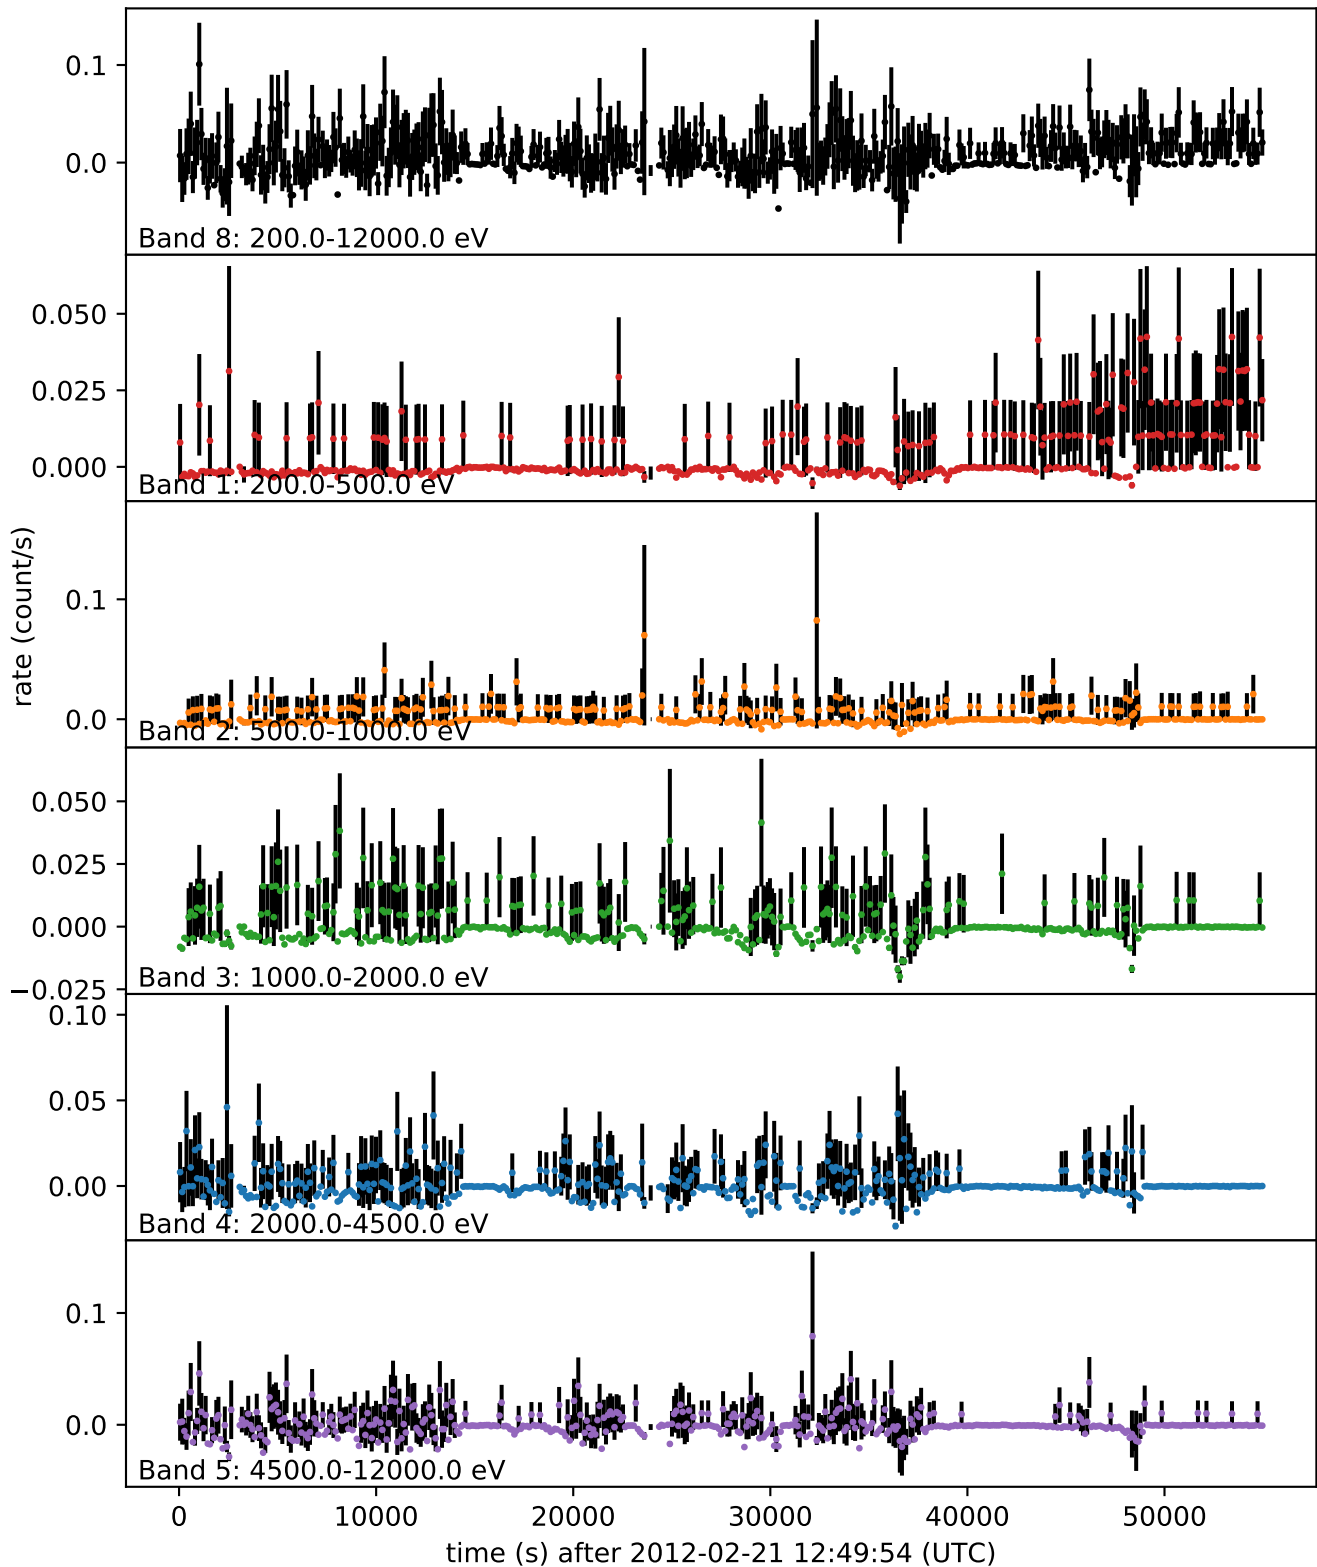 0.1
0.0
Band 8: 200.0-12000.0 eV
0.050
0.025
0.000
Band 1: 200.0-500.0 eV
rate (count/s)
0.1
0.0
Band 2: 500.0-1000.0 eV
0.050
0.025
0.000
−0.025
Band 3: 1000.0-2000.0 eV
0.10
0.05
0.00
Band 4: 2000.0-4500.0 eV
0.1
0.0
Band 5: 4500.0-12000.0 eV
0 10000 20000 30000 40000 50000
time (s) after 2012-02-21 12:49:54 (UTC)